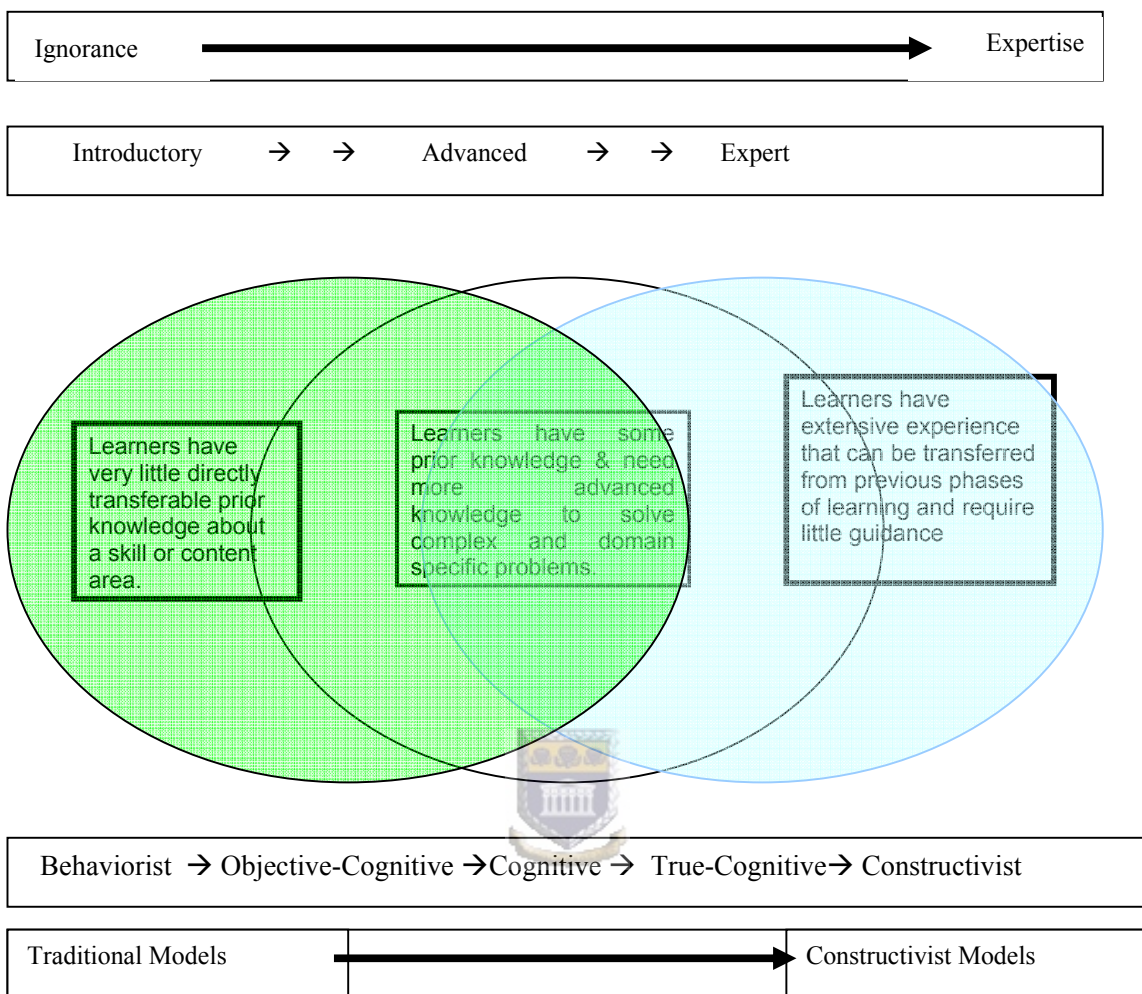 Ignorance Expertise
Introductory → → Advanced → → Expert
Learners have
very little directly
transferable prior
knowledge about
a skill or content
area.
Learners have some
prior knowledge & need
more advanced
knowledge to solve
complex and domain
specific problems.
Learners have
extensive experience
that can be transferred
from previous phases
of learning and require
little guidance
Behaviorist → Objective-Cognitive →Cognitive → True-Cognitive→ Constructivist
Traditional Models Constructivist Models